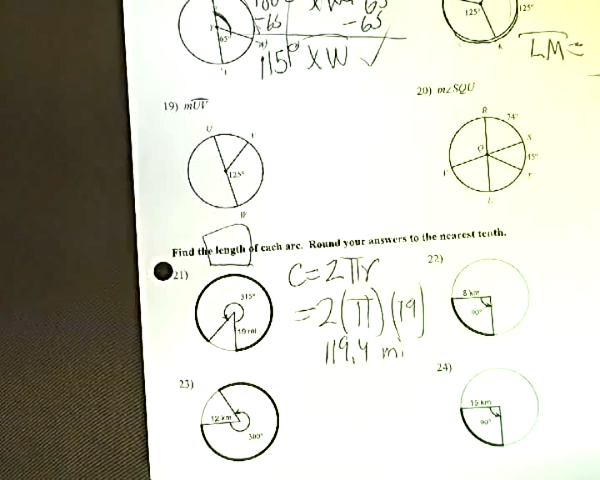 -65
-65
65°
115° XW ✓
125°
125°
LM =
19) mUV
20) m∠SQU
U
125°
W
R
74°
S
Q
45°
Find the length of each arc. Round your answers to the nearest tenth.
21)
315°
19 mi
C = 2πr
= 2(π)(19)
119.4 mi
22)
8 km
90°
23)
12 km
300°
24)
15 km
90°